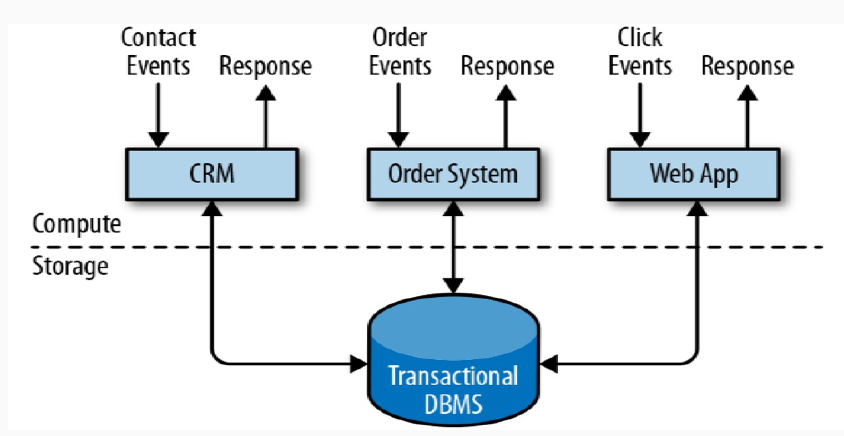 Contact
Events
Response
Order
Events
Response
Click
Events
Response
CRM
Order System
Web App
Compute
Storage
Transactional
DBMS